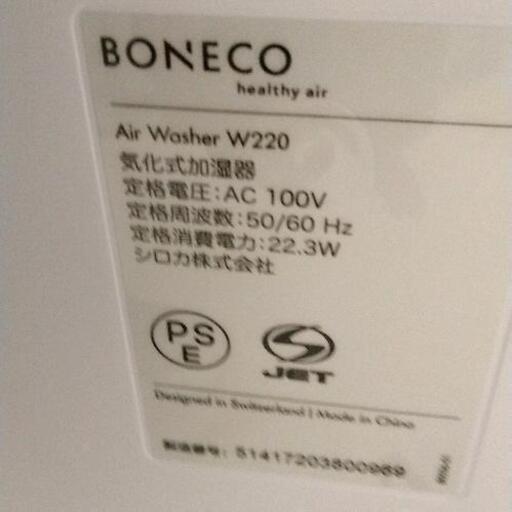 BONECO
healthy air
Air Washer W220
気化式加湿器
定格電圧:AC 100V
定格周波数:50/60 Hz
定格消費電力:22.3W
シロカ株式会社
PS
E
JET
Designed in Switzerland | Made in China
製造番号: 51417203800969